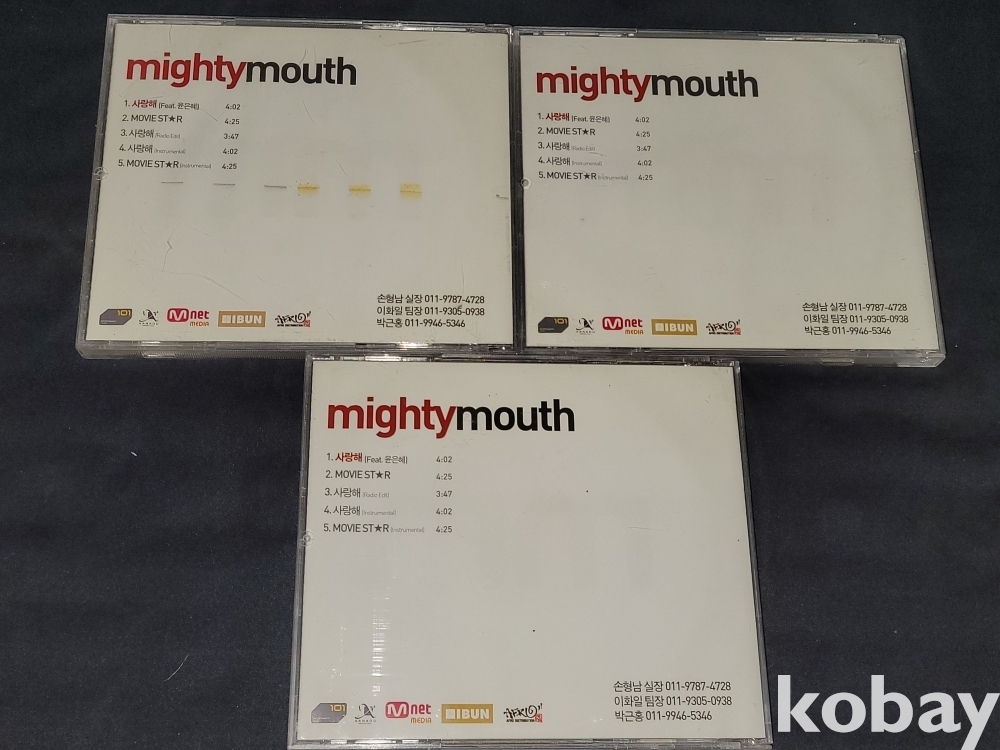 mightymouth
1. 사랑해 (Feat. 윤은혜) 4:02
2. MOVIE ST★R 4:25
3. 사랑해 (Radio Edit) 3:47
4. 사랑해 (Instrumental) 4:02
5. MOVIE ST★R (Instrumental) 4:25
손형남 실장 011-9787-4728
이화일 팀장 011-9305-0938
박근홍 011-9946-5346
101
Mnet MEDIA
IBUN
mightymouth
1. 사랑해 (Feat. 윤은혜) 4:02
2. MOVIE ST★R 4:25
3. 사랑해 (Radio Edit) 3:47
4. 사랑해 (Instrumental) 4:02
5. MOVIE ST★R (Instrumental) 4:25
손형남 실장 011-9787-4728
이화일 팀장 011-9305-0938
박근홍 011-9946-5346
101
Mnet MEDIA
IBUN
mightymouth
1. 사랑해 (Feat. 윤은혜) 4:02
2. MOVIE ST★R 4:25
3. 사랑해 (Radio Edit) 3:47
4. 사랑해 (Instrumental) 4:02
5. MOVIE ST★R (Instrumental) 4:25
손형남 실장 011-9787-4728
이화일 팀장 011-9305-0938
박근홍 011-9946-5346
101
Mnet MEDIA
IBUN
kobay